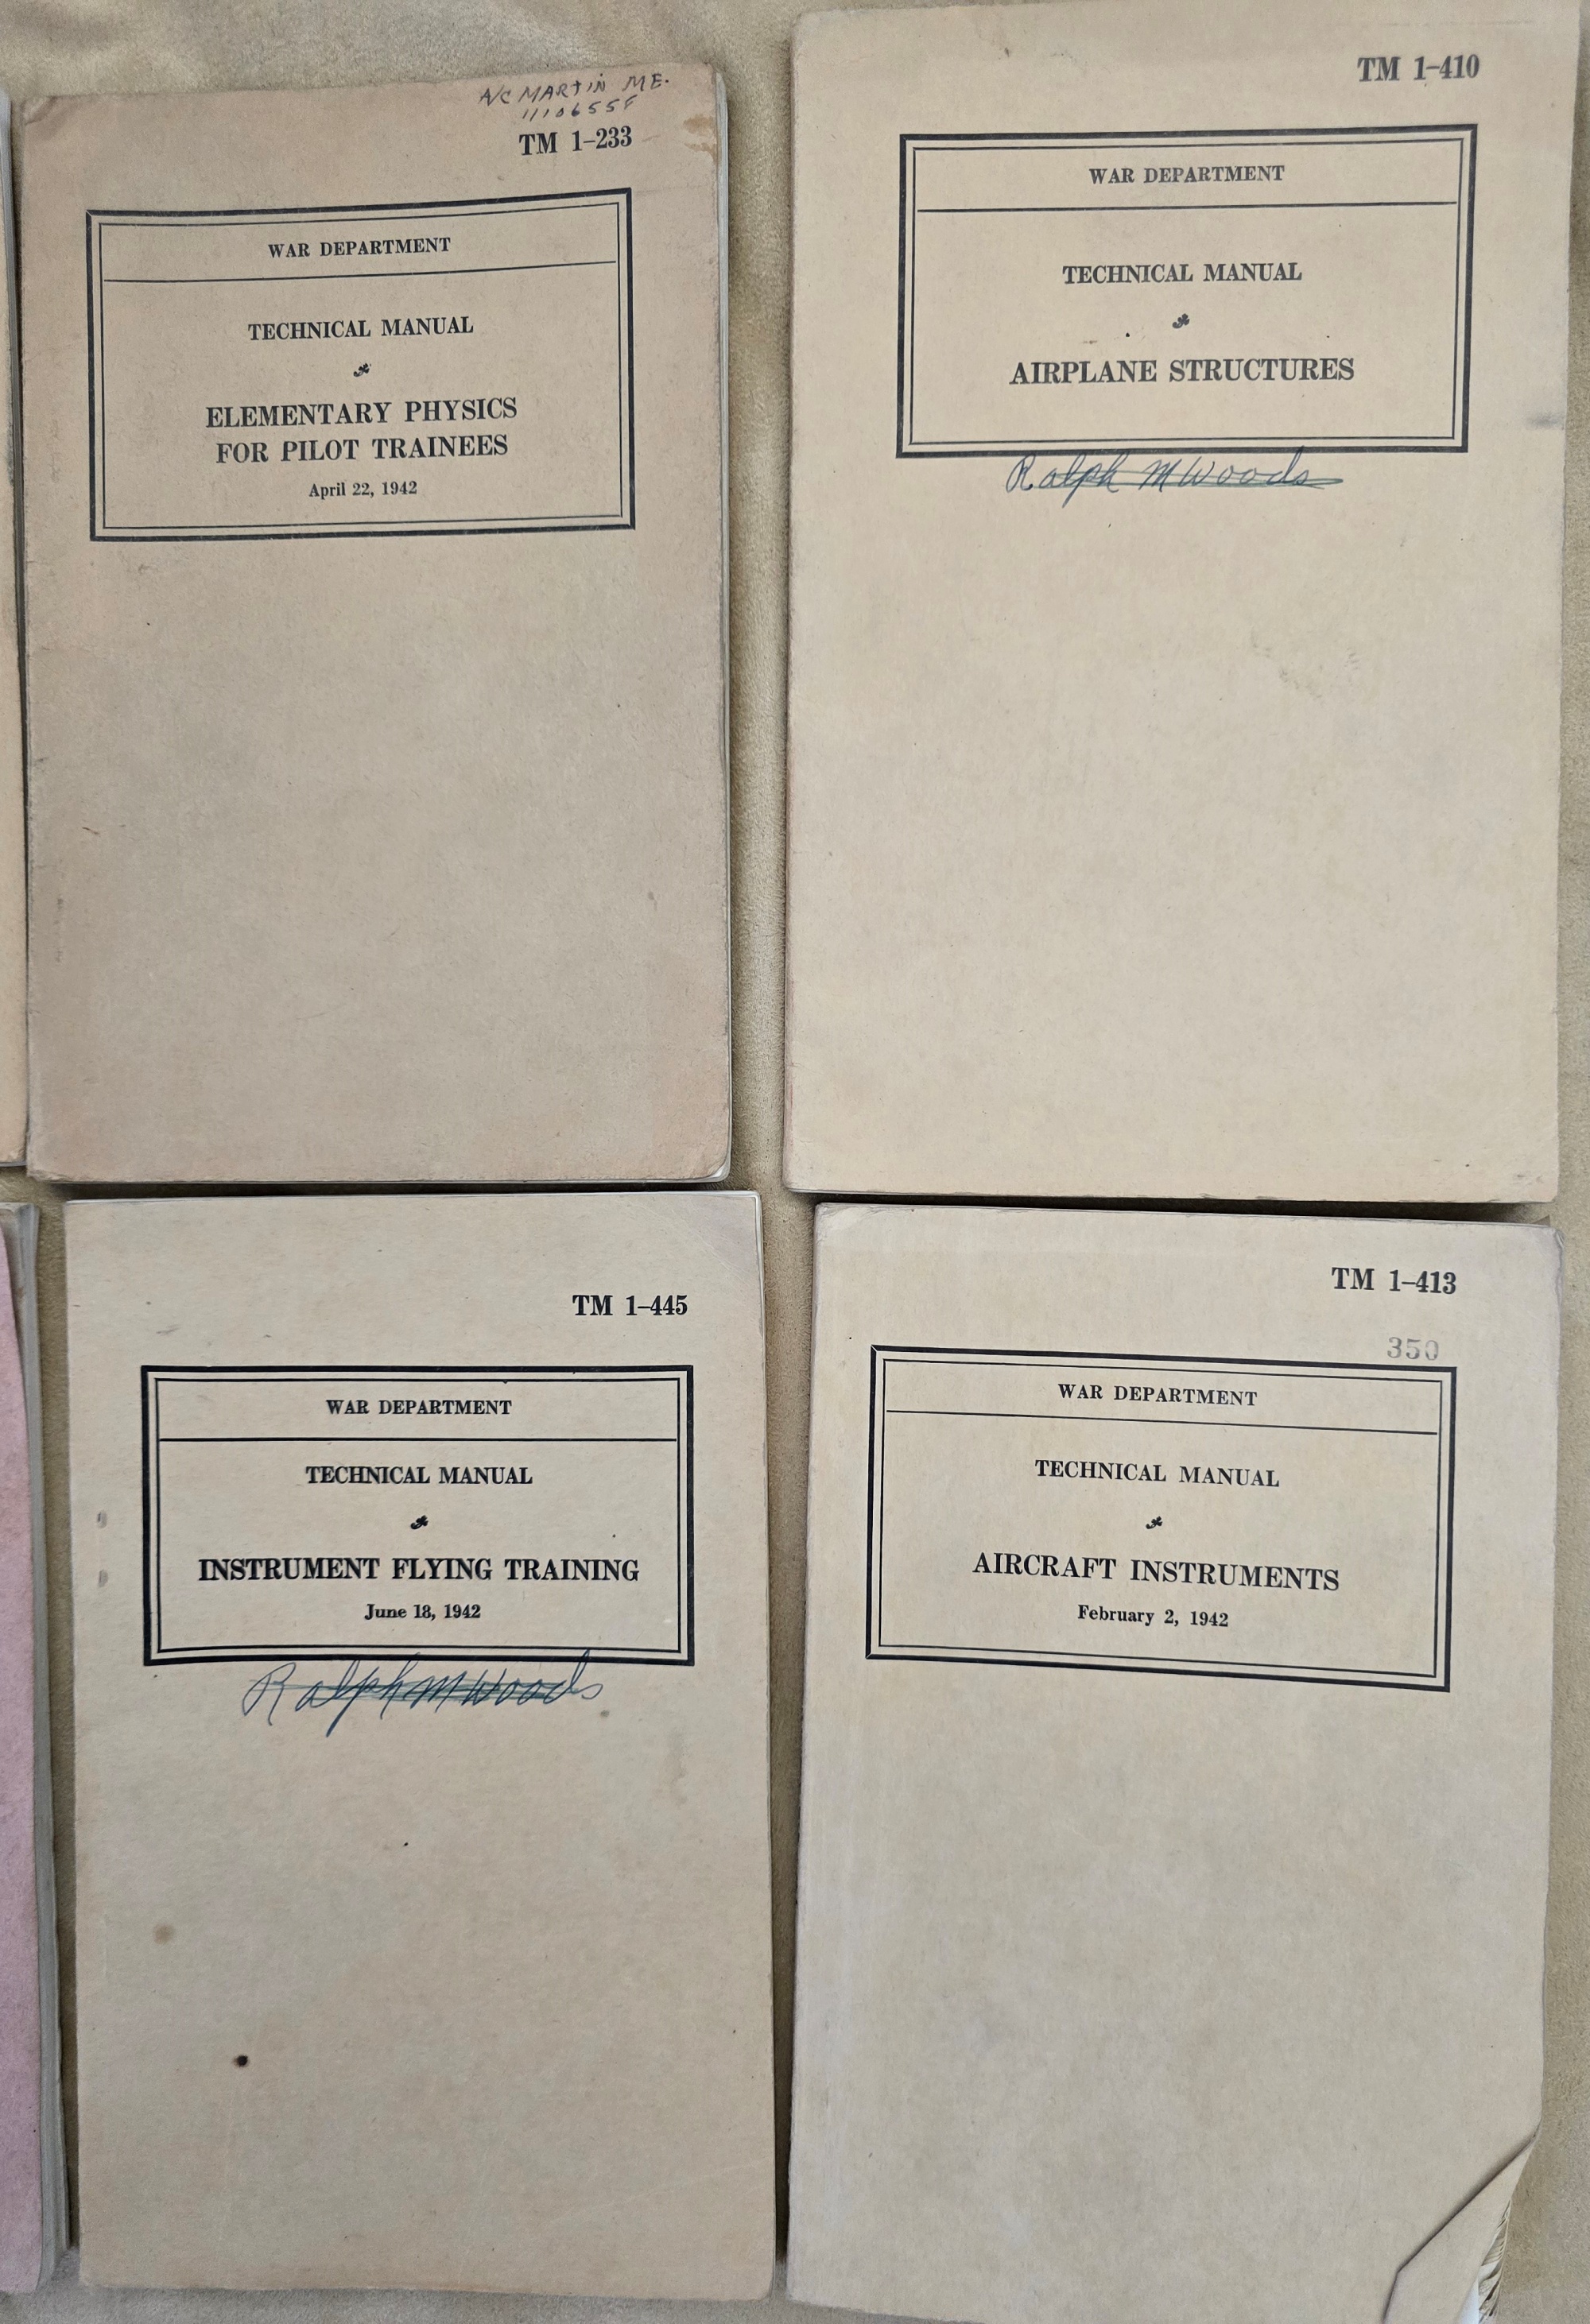 A/C MARTIN M.E.
TM 1-233
WAR DEPARTMENT
TECHNICAL MANUAL
ELEMENTARY PHYSICS
FOR PILOT TRAINEES
April 22, 1942
TM 1-410
WAR DEPARTMENT
TECHNICAL MANUAL
AIRPLANE STRUCTURES
Ralph M Woods
TM 1-445
WAR DEPARTMENT
TECHNICAL MANUAL
INSTRUMENT FLYING TRAINING
June 18, 1942
Ralph M Woods
TM 1-413
350
WAR DEPARTMENT
TECHNICAL MANUAL
AIRCRAFT INSTRUMENTS
February 2, 1942